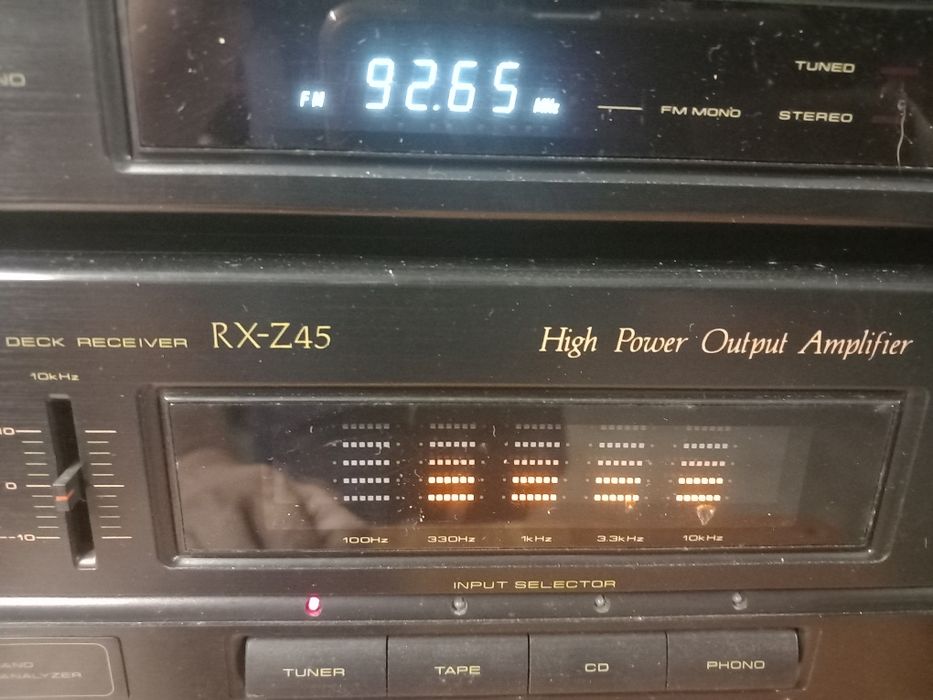 FM 92.65 MHz
TUNED
FM MONO
STEREO
DECK RECEIVER RX-Z45
High Power Output Amplifier
10kHz
10
0
-10
100Hz 330Hz 1kHz 3.3kHz 10kHz
INPUT SELECTOR
TUNER TAPE CD PHONO
ANALYZER